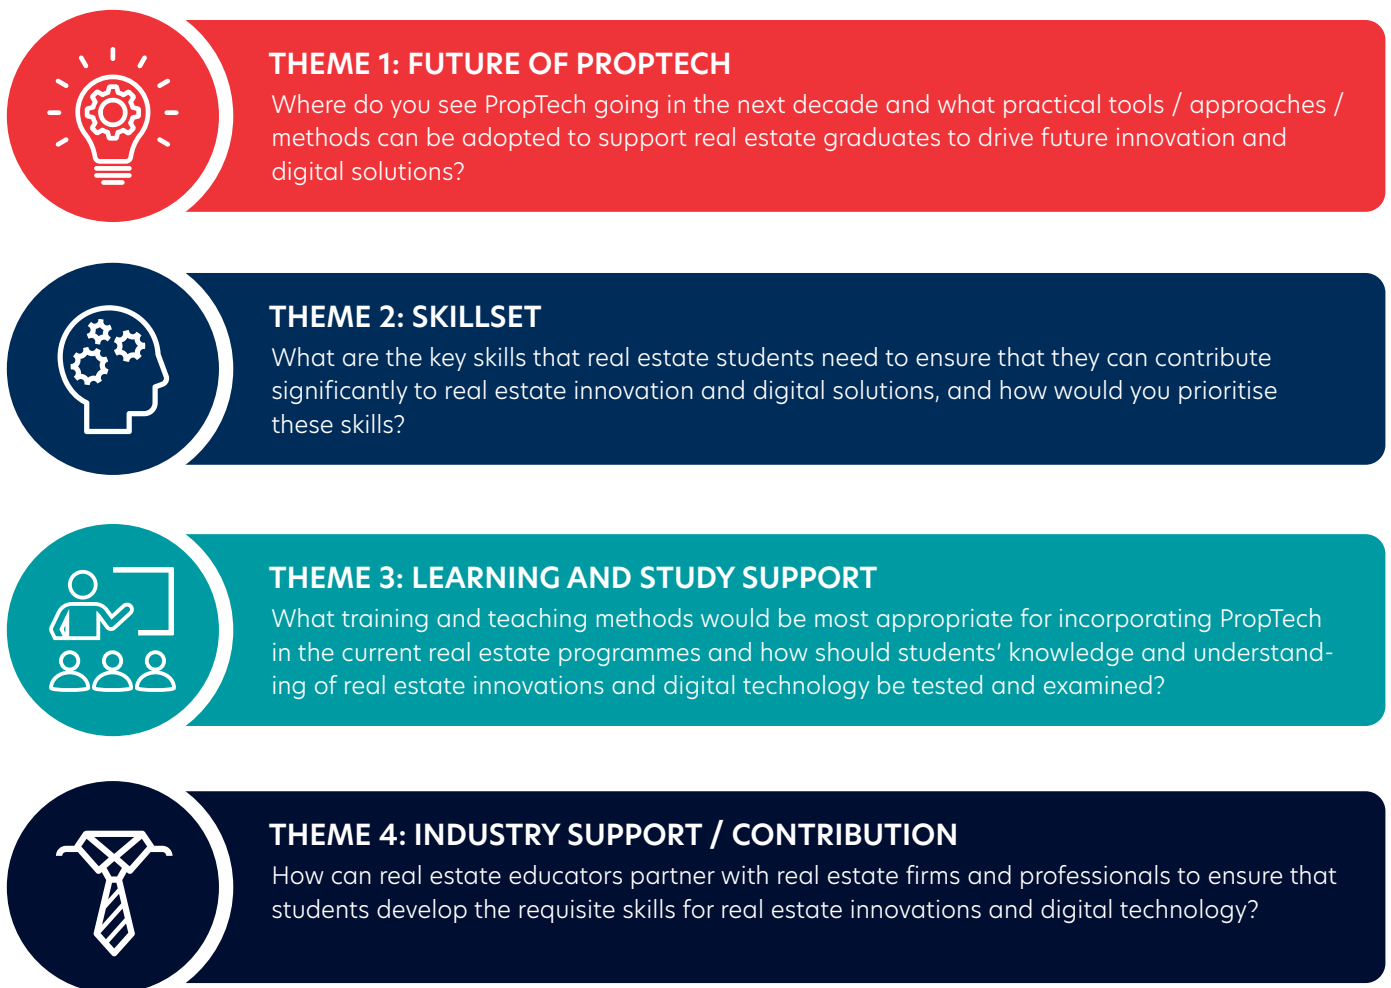 THEME 1: FUTURE OF PROPTECH
Where do you see PropTech going in the next decade and what practical tools / approaches /
methods can be adopted to support real estate graduates to drive future innovation and
digital solutions?
THEME 2: SKILLSET
What are the key skills that real estate students need to ensure that they can contribute
significantly to real estate innovation and digital solutions, and how would you prioritise
these skills?
THEME 3: LEARNING AND STUDY SUPPORT
What training and teaching methods would be most appropriate for incorporating PropTech
in the current real estate programmes and how should students’ knowledge and understand-
ing of real estate innovations and digital technology be tested and examined?
THEME 4: INDUSTRY SUPPORT / CONTRIBUTION
How can real estate educators partner with real estate firms and professionals to ensure that
students develop the requisite skills for real estate innovations and digital technology?